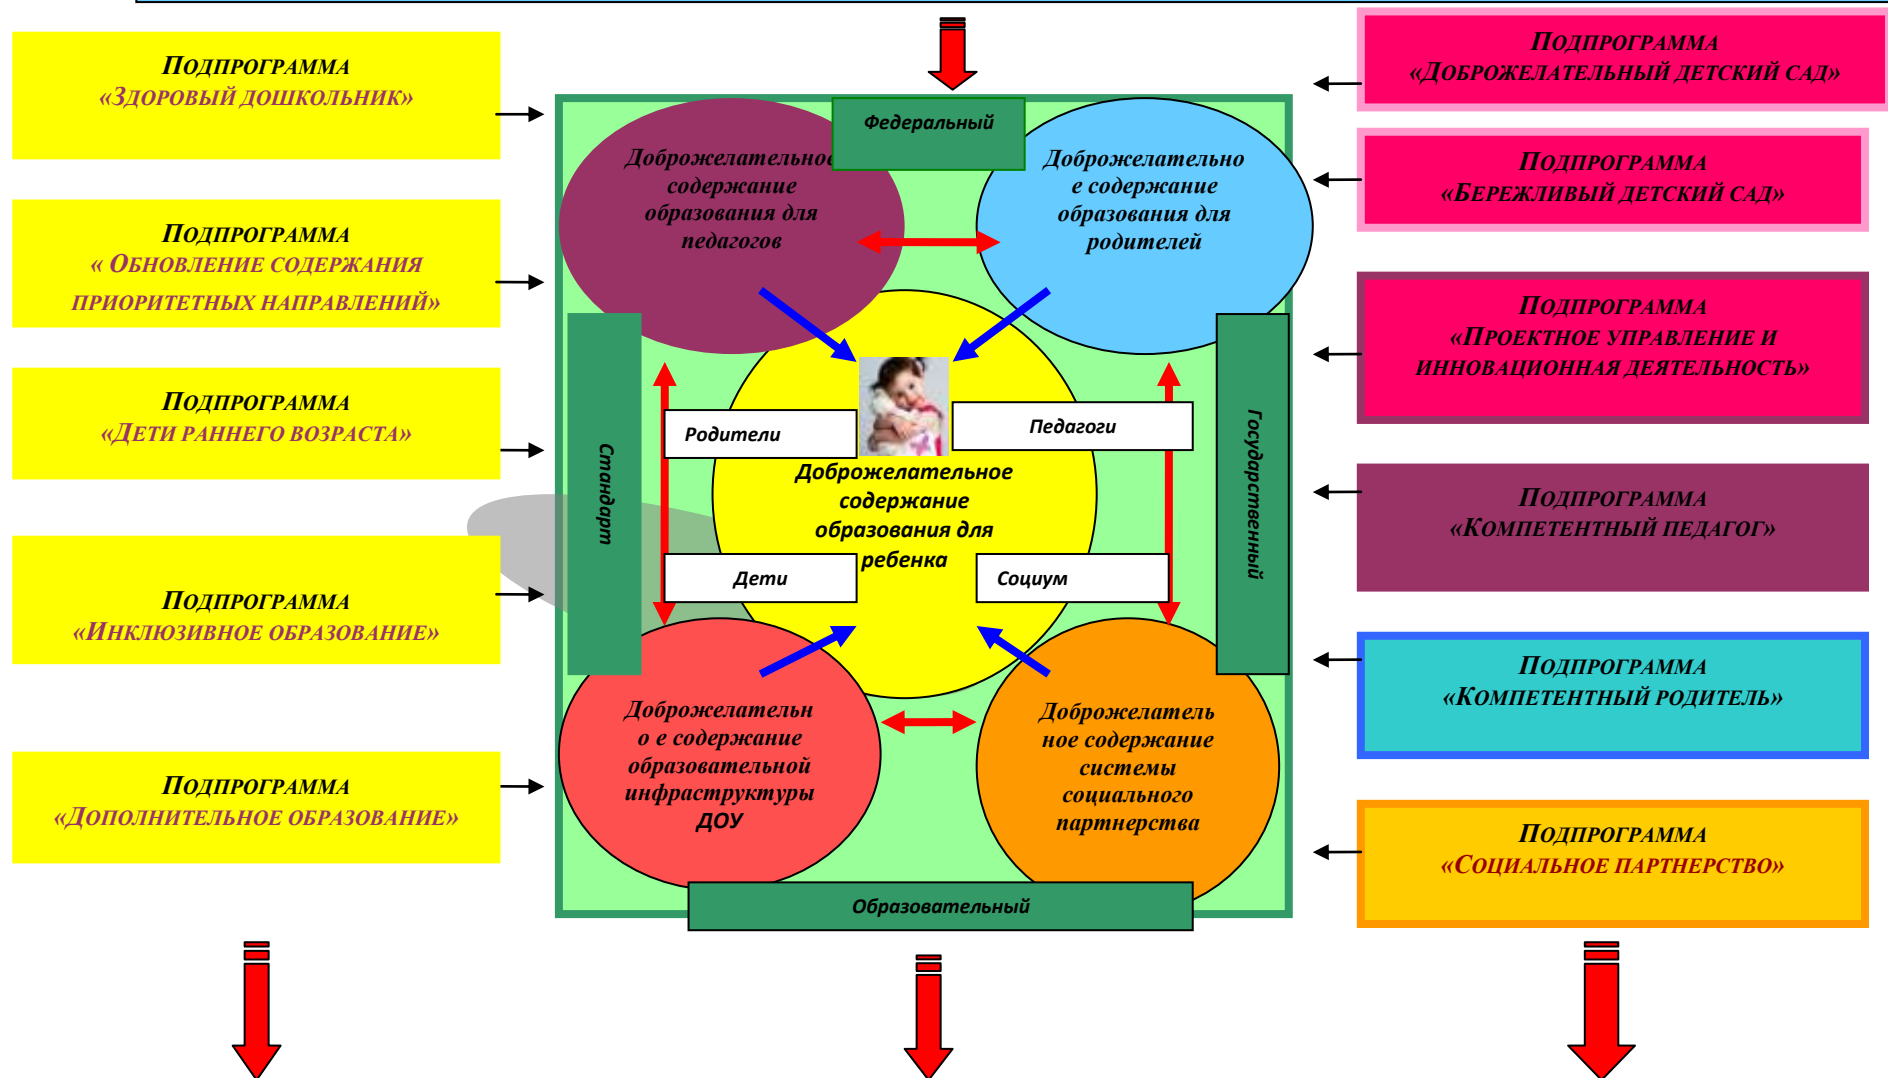 Подпрограмма
«Здоровый дошкольник»
Подпрограмма
« Обновление содержания
приоритетных направлений»
Подпрограмма
«Дети раннего возраста»
Подпрограмма
«Инклюзивное образование»
Подпрограмма
«Дополнительное образование»
Федеральный
Доброжелательное
содержание
образования для
педагогов
Доброжелательно
е содержание
образования для
родителей
Стандарт
Государственный
Родители
Педагоги
Доброжелательное
содержание
образования для
ребенка
Дети
Социум
Доброжелательн
о е содержание
образовательной
инфраструктуры
ДОУ
Доброжелатель
ное содержание
системы
социального
партнерства
Образовательный
Подпрограмма
«Доброжелательный детский сад»
Подпрограмма
«Бережливый детский сад»
Подпрограмма
«Проектное управление и
инновационная деятельность»
Подпрограмма
«Компетентный педагог»
Подпрограмма
«Компетентный родитель»
Подпрограмма
«Социальное партнерство»